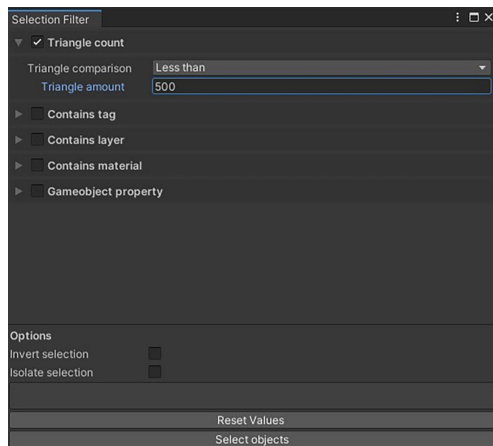 Selection Filter
Triangle count
Triangle comparison Less than
Triangle amount 500
Contains tag
Contains layer
Contains material
Gameobject property
Options
Invert selection
Isolate selection
Reset Values
Select objects